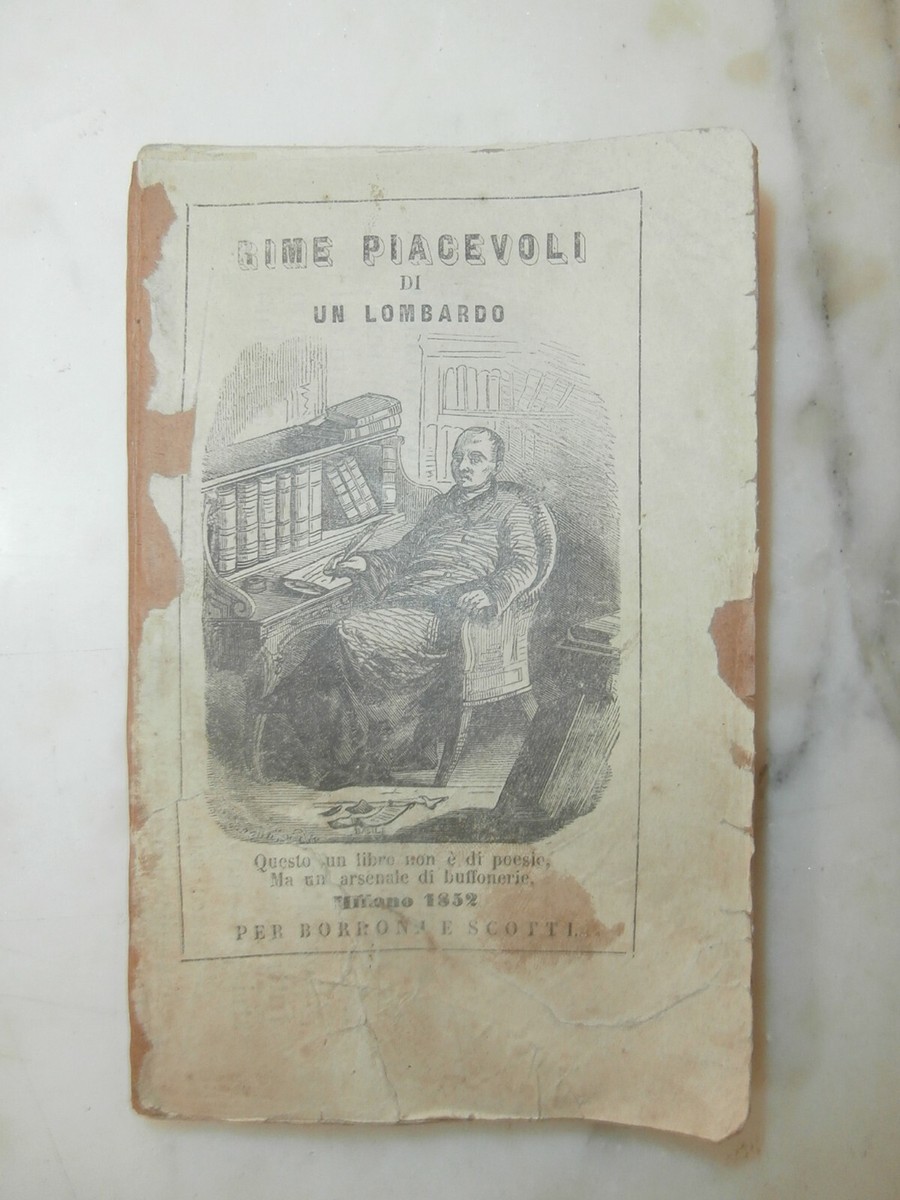 RIME PIACEVOLI
DI
UN LOMBARDO
Questo un libro non è di poesie,
Ma un arsenale di buffonerie,
Milano 1852
PER BORRONI E SCOTTI.